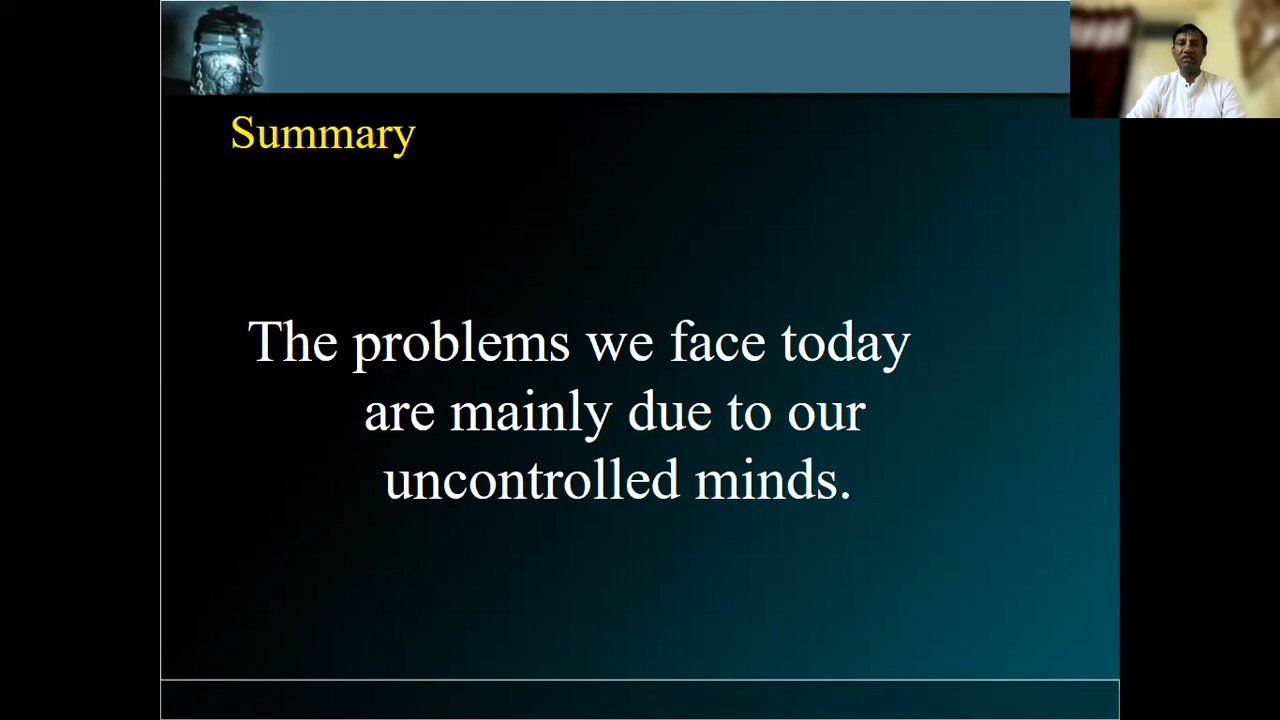 Summary
The problems we face today
are mainly due to our
uncontrolled minds.